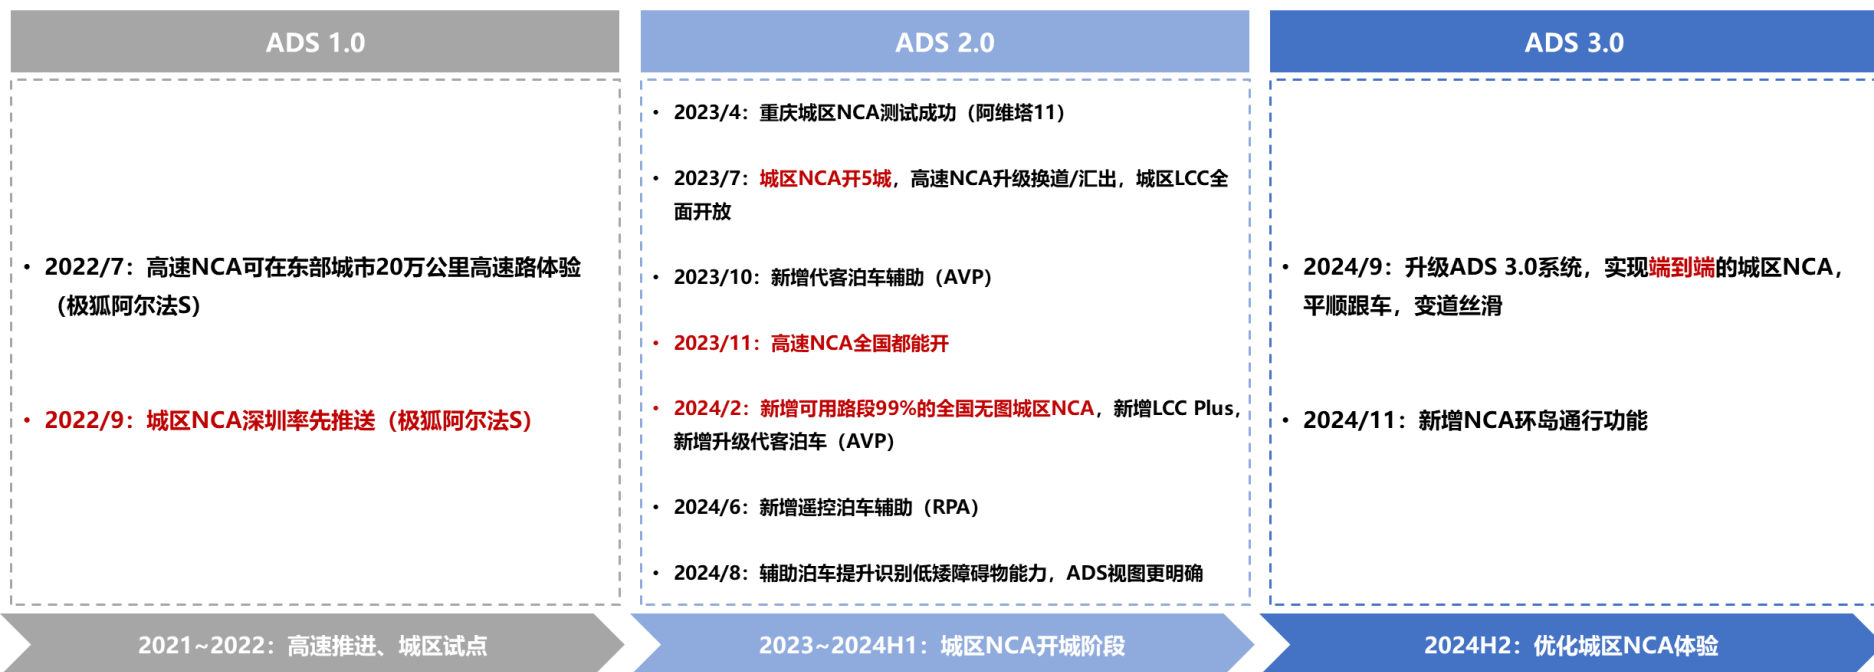 ADS 1.0
• 2022/7：高速NCA可在东部城市20万公里高速路体验
（极狐阿尔法S）
• 2022/9：城区NCA深圳率先推送（极狐阿尔法S）
2021~2022：高速推进、城区试点
ADS 2.0
• 2023/4：重庆城区NCA测试成功（阿维塔11）
• 2023/7：城区NCA开5城，高速NCA升级换道/汇出，城区LCC全
面开放
• 2023/10：新增代客泊车辅助（AVP）
• 2023/11：高速NCA全国都能开
• 2024/2：新增可用路段99%的全国无图城区NCA，新增LCC Plus，
新增升级代客泊车（AVP）
• 2024/6：新增遥控泊车辅助（RPA）
• 2024/8：辅助泊车提升识别低矮障碍物能力，ADS视图更明确
2023~2024H1：城区NCA开城阶段
ADS 3.0
• 2024/9：升级ADS 3.0系统，实现端到端的城区NCA，
平顺跟车，变道丝滑
• 2024/11：新增NCA环岛通行功能
2024H2：优化城区NCA体验